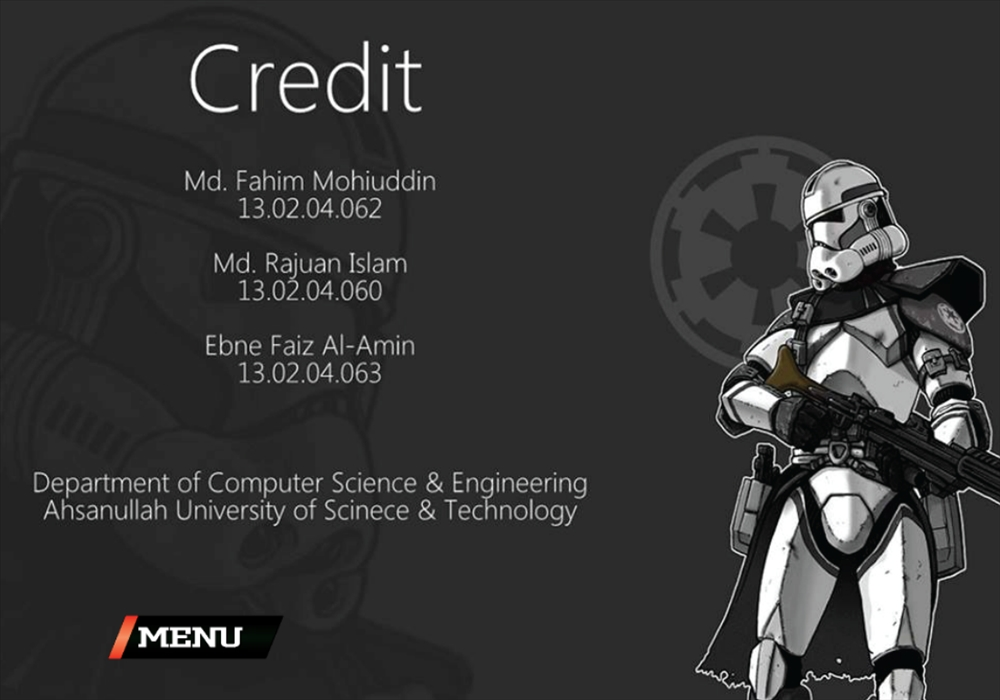 Credit
Md. Fahim Mohiuddin
13.02.04.062
Md. Rajuan Islam
13.02.04.060
Ebne Faiz Al-Amin
13.02.04.063
Department of Computer Science & Engineering
Ahsanullah University of Scinece & Technology
MENU